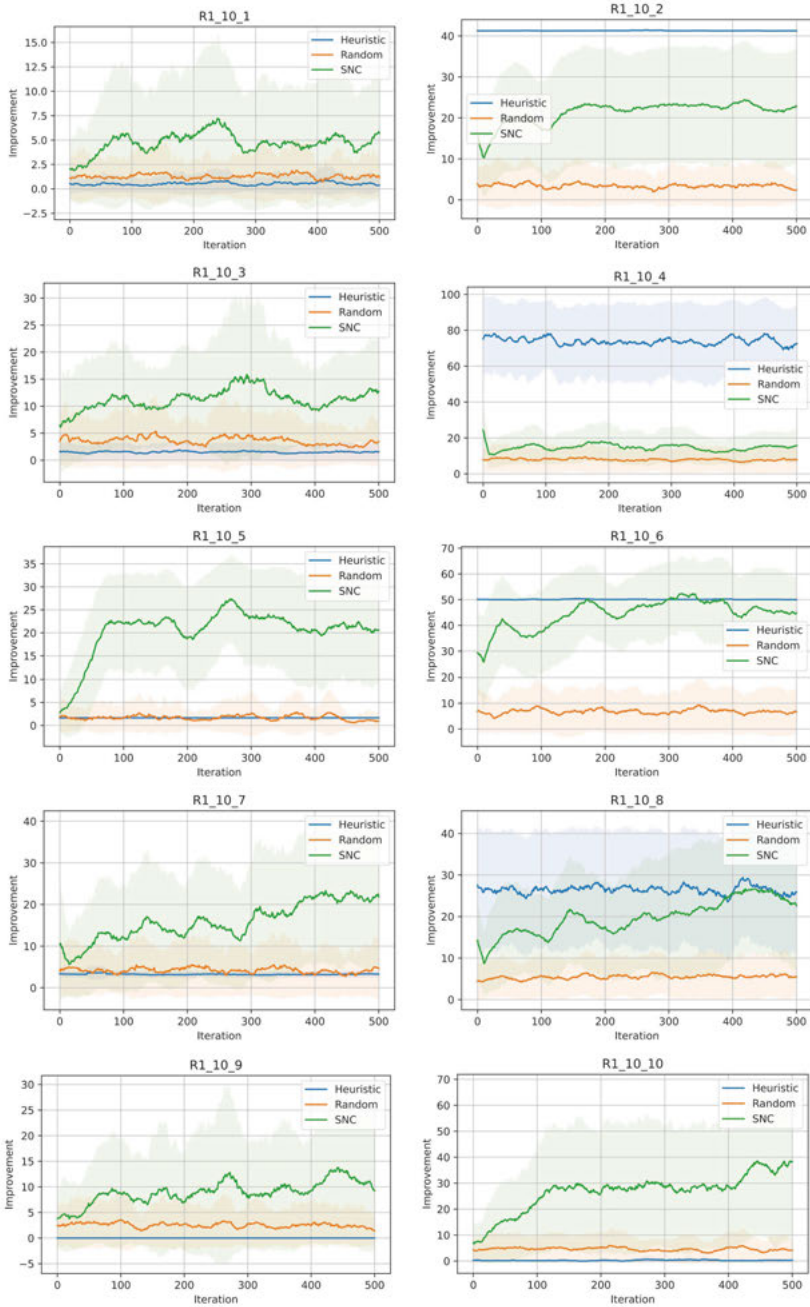 R1_10_1
15.0
12.5
10.0
7.5
5.0
2.5
0.0
−2.5
Improvement
0 100 200 300 400 500
Iteration
Heuristic
Random
SNC
R1_10_2
40
30
20
10
0
Improvement
0 100 200 300 400 500
Iteration
Heuristic
Random
SNC
R1_10_3
30
25
20
15
10
5
0
Improvement
0 100 200 300 400 500
Iteration
Heuristic
Random
SNC
R1_10_4
100
80
60
40
20
0
Improvement
0 100 200 300 400 500
Iteration
Heuristic
Random
SNC
R1_10_5
35
30
25
20
15
10
5
0
Improvement
0 100 200 300 400 500
Iteration
Heuristic
Random
SNC
R1_10_6
70
60
50
40
30
20
10
0
Improvement
0 100 200 300 400 500
Iteration
Heuristic
Random
SNC
R1_10_7
40
30
20
10
0
Improvement
0 100 200 300 400 500
Iteration
Heuristic
Random
SNC
R1_10_8
40
30
20
10
0
Improvement
0 100 200 300 400 500
Iteration
Heuristic
Random
SNC
R1_10_9
30
25
20
15
10
5
0
−5
Improvement
0 100 200 300 400 500
Iteration
Heuristic
Random
SNC
R1_10_10
70
60
50
40
30
20
10
0
Improvement
0 100 200 300 400 500
Iteration
Heuristic
Random
SNC